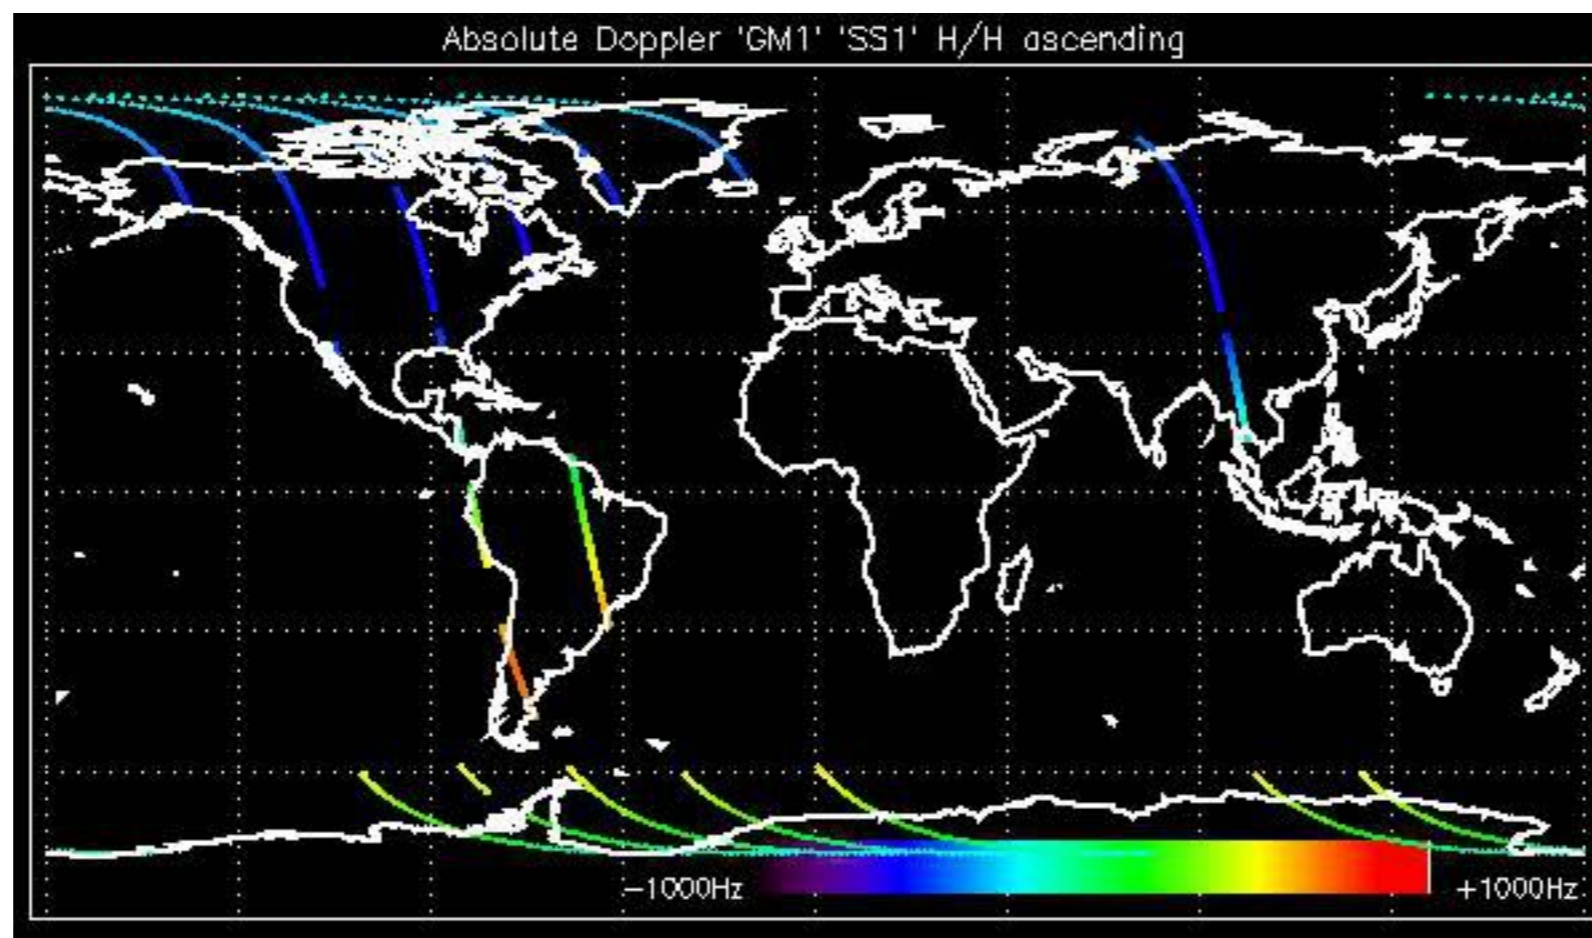 Absolute Doppler 'GM1' 'SS1' H/H ascending
-1000Hz
+1000Hz